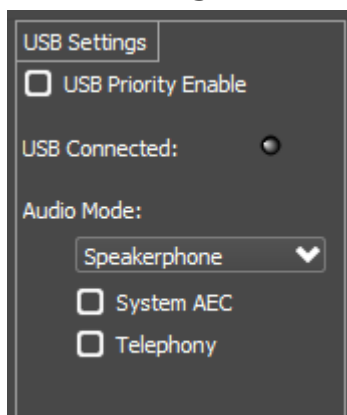 USB Settings
USB Priority Enable
USB Connected:
Audio Mode:
Speakerphone
System AEC
Telephony